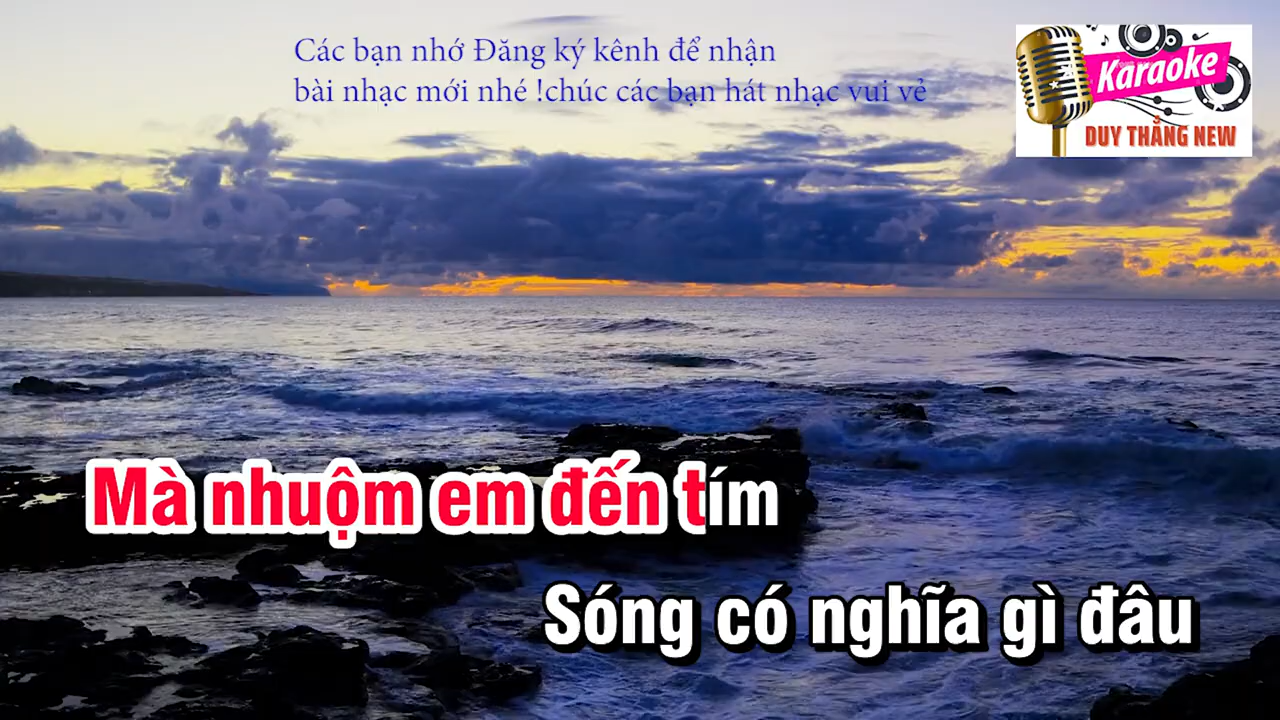 Các bạn nhớ Đăng ký kênh để nhận
bài nhạc mới nhé !chúc các bạn hát nhạc vui vẻ
Karaoke
DUY THẮNG NEW
Mà nhuộm em đến tím
Sóng có nghĩa gì đâu